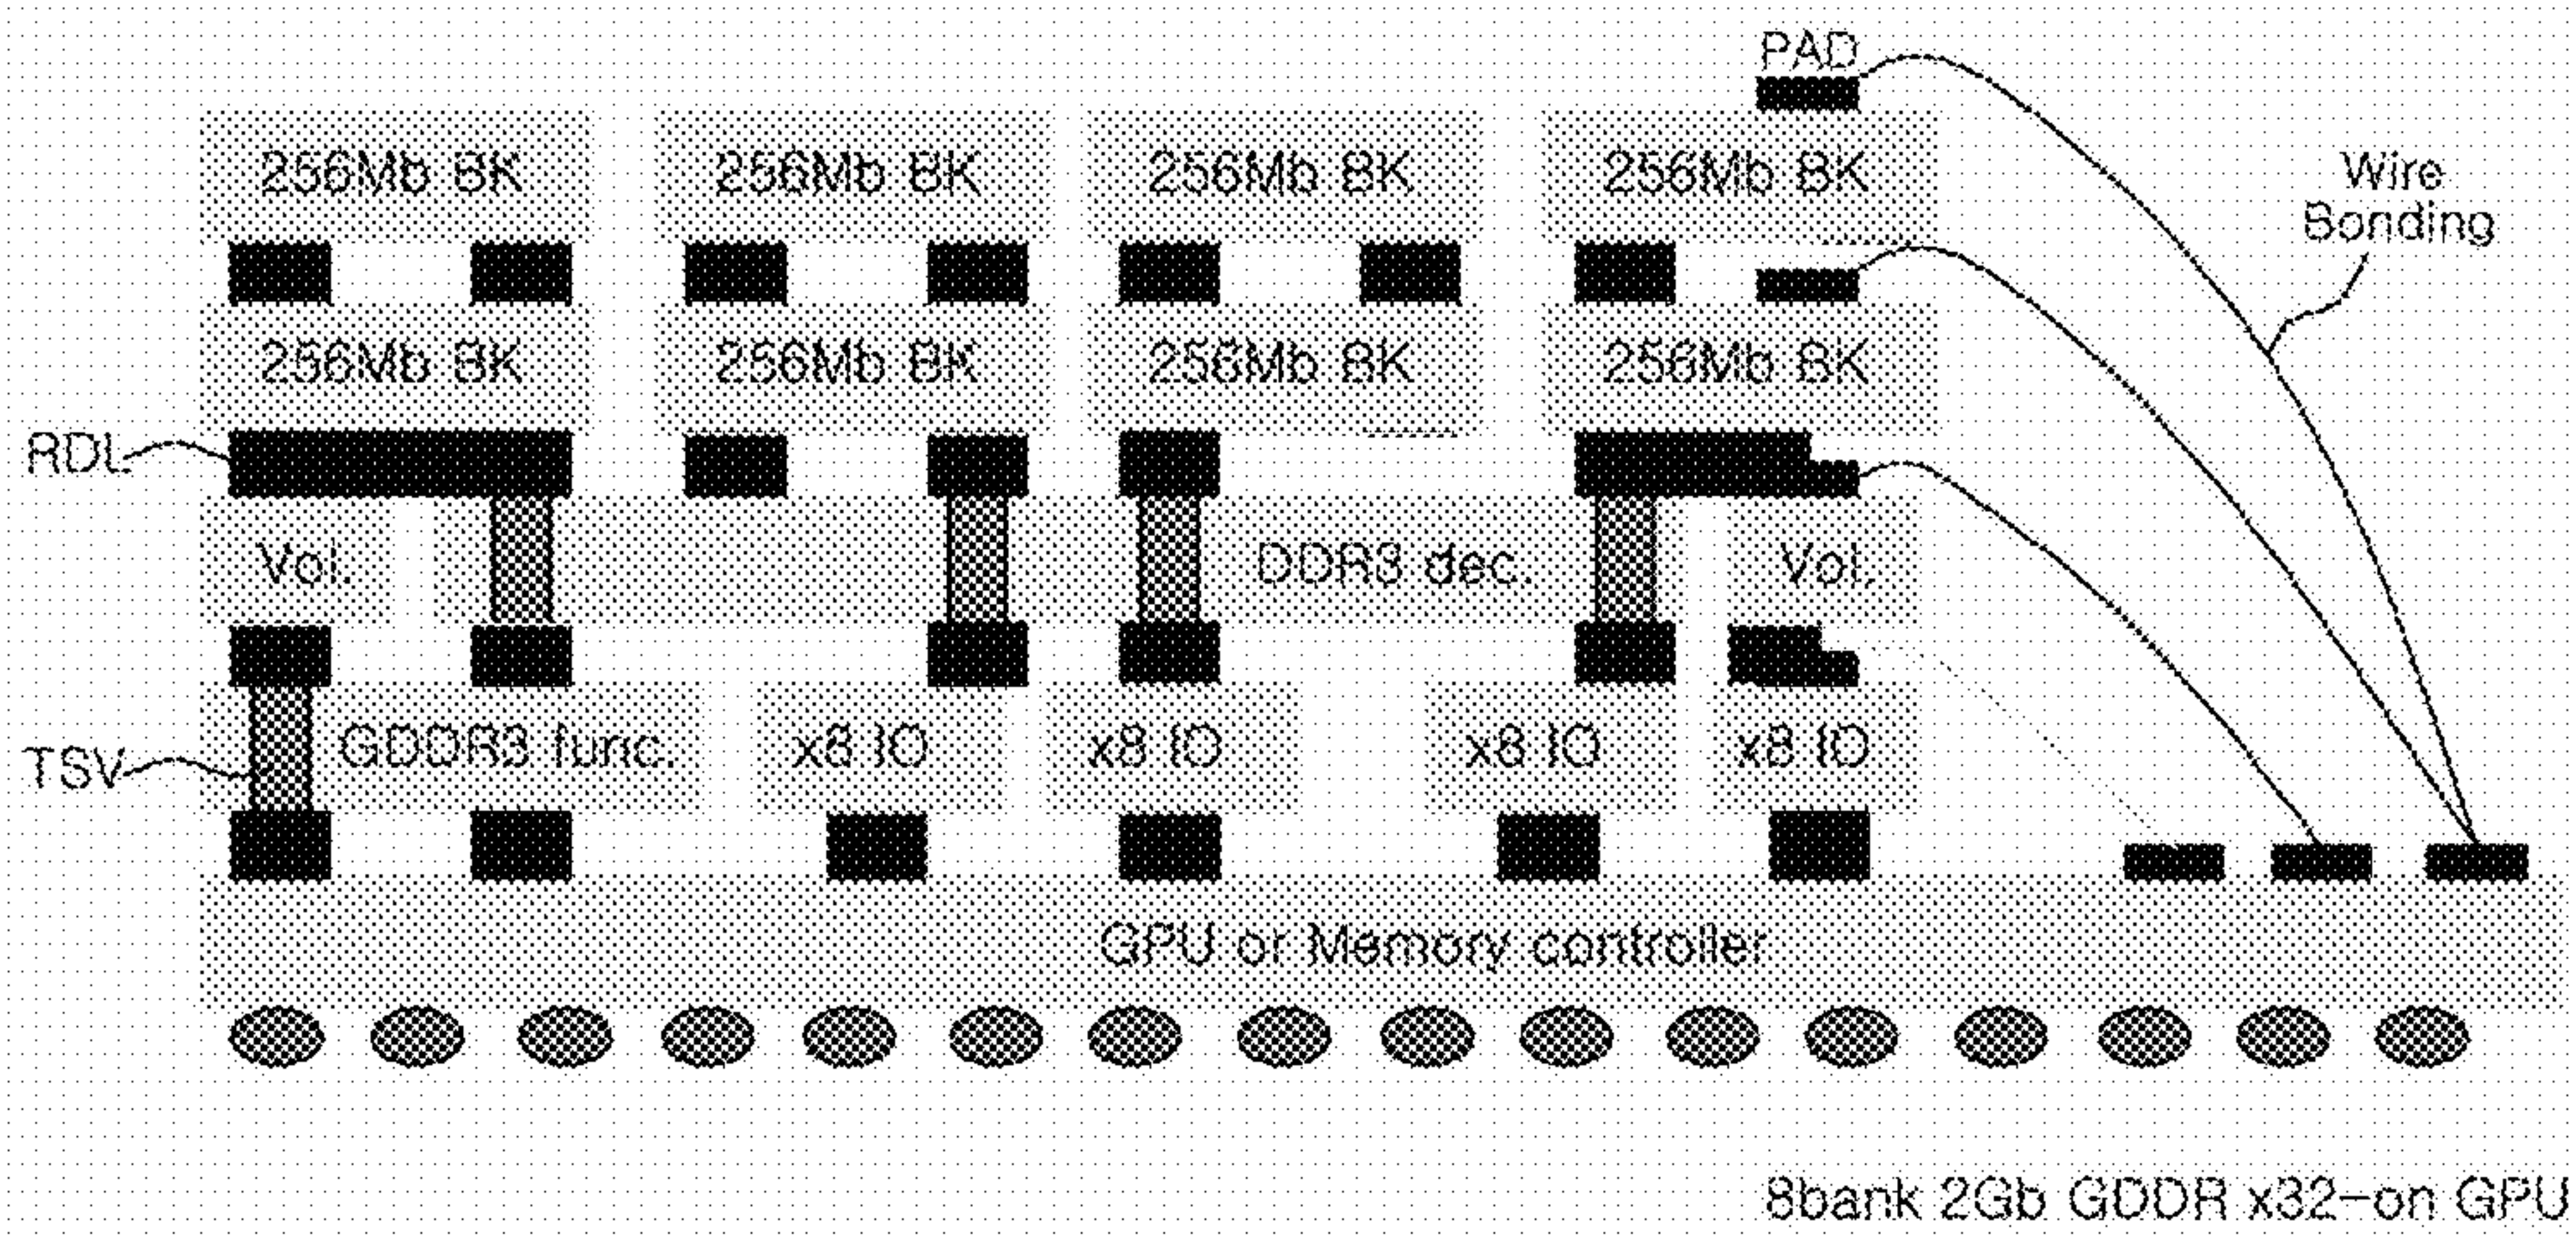 PAD
256Mb BK 256Mb BK 256Mb BK 256Mb BK
Wire
Bonding
256Mb BK 256Mb BK 256Mb BK 256Mb BK
RDL
Vol. DDR3 dec. Vol.
TSV GDDR3 func. x8 IO x8 IO x8 IO x8 IO
GPU or Memory controller
8bank 2Gb GDDR x32-on GPU